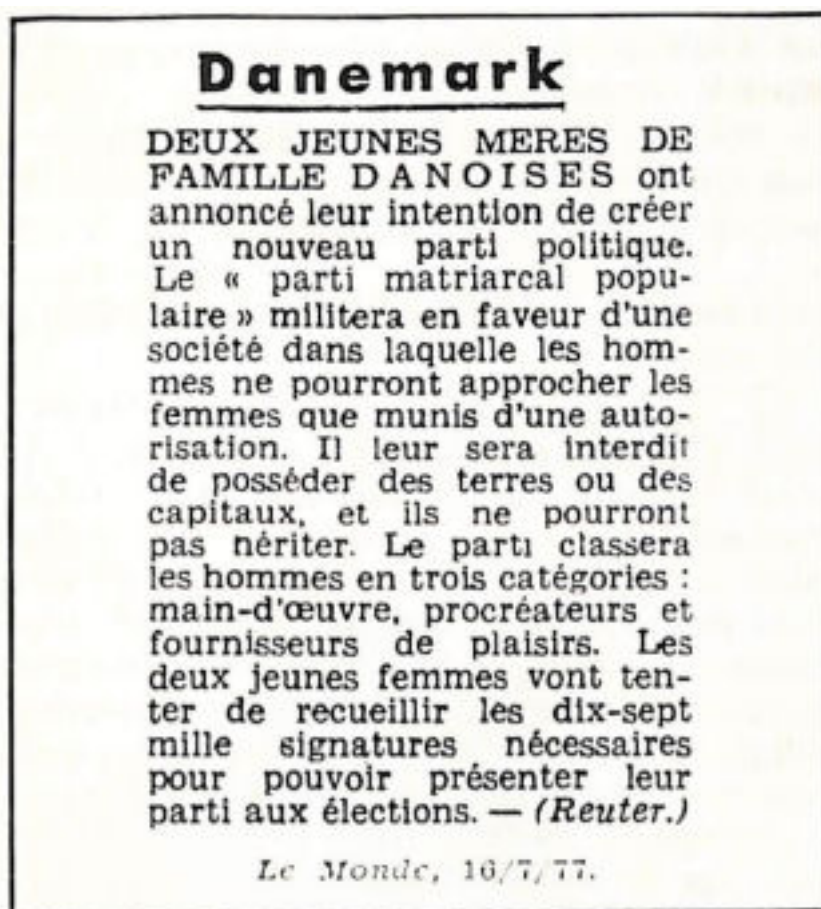 Danemark
DEUX JEUNES MERES DE
FAMILLE DANOISES ont
annoncé leur intention de créer
un nouveau parti politique.
Le « parti matriarcal popu-
laire » militera en faveur d'une
société dans laquelle les hom-
mes ne pourront approcher les
femmes que munis d'une auto-
risation. Il leur sera interdit
de posséder des terres ou des
capitaux, et ils ne pourront
pas hériter. Le parti classera
les hommes en trois catégories :
main-d'œuvre, procréateurs et
fournisseurs de plaisirs. Les
deux jeunes femmes vont ten-
ter de recueillir les dix-sept
mille signatures nécessaires
pour pouvoir présenter leur
parti aux élections. — (Reuter.)
Le Monde, 16/7/77.